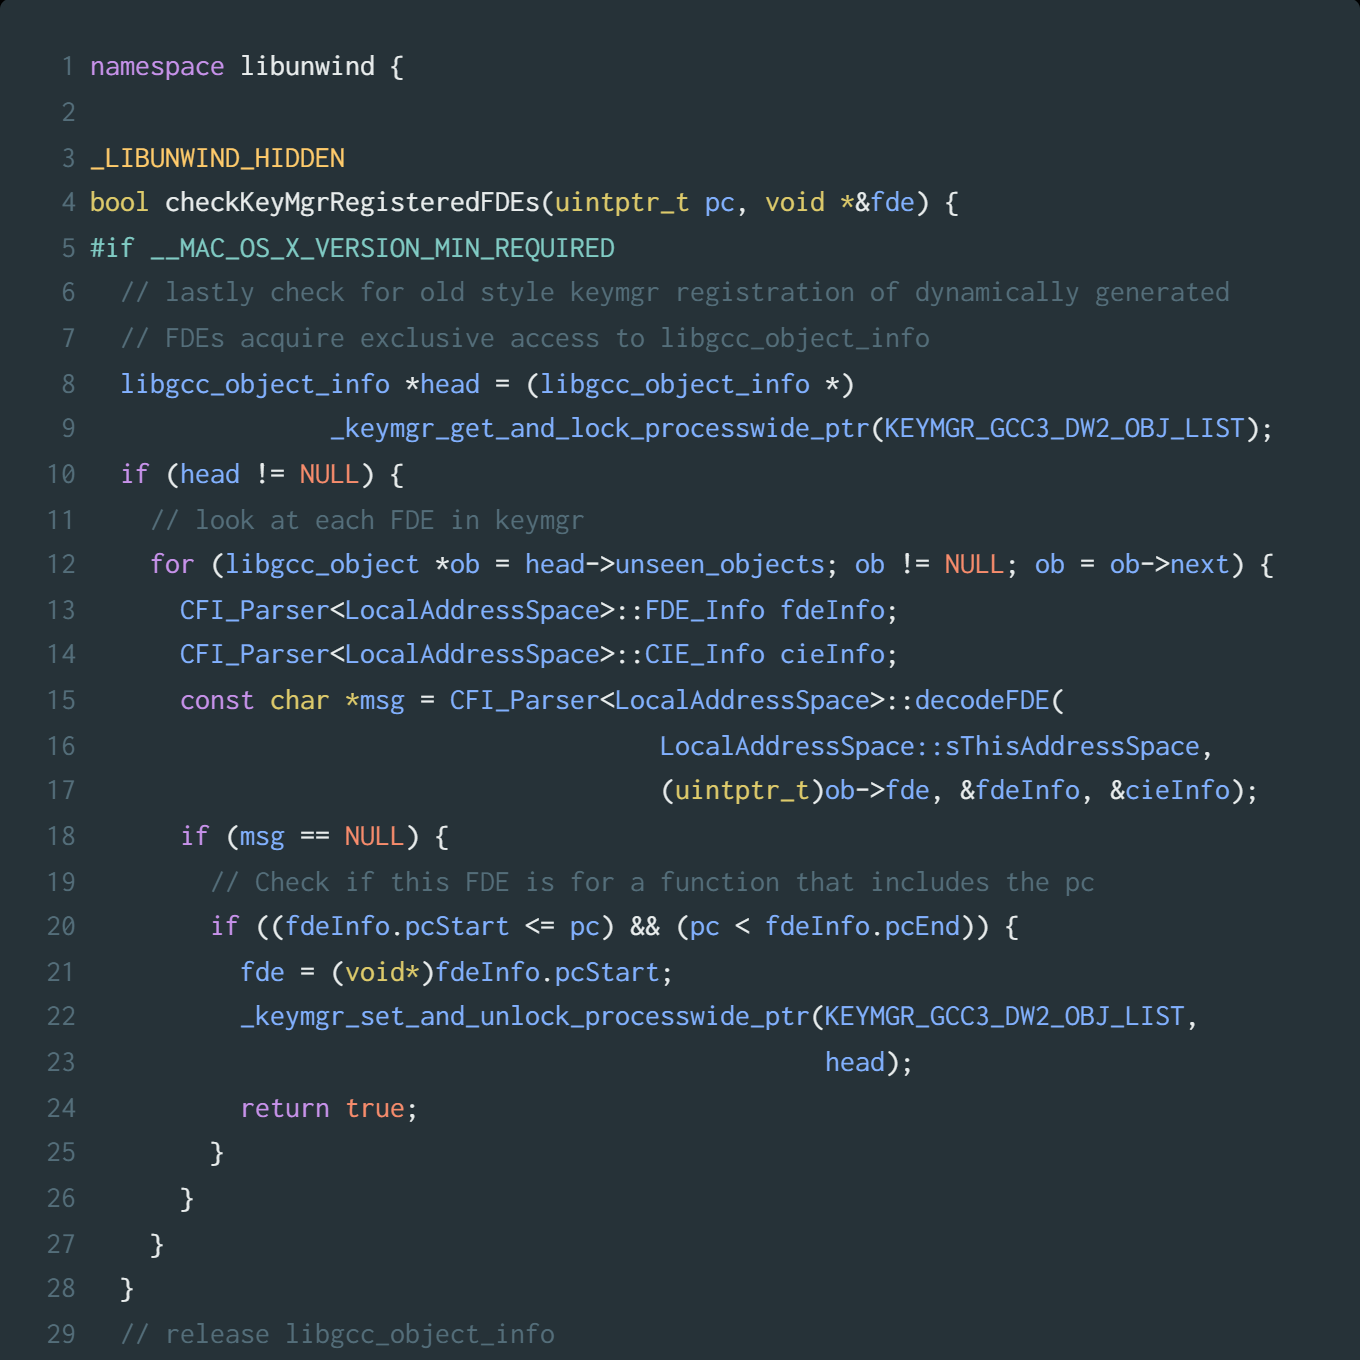 1 namespace libunwind {
2
3 _LIBUNWIND_HIDDEN
4 bool checkKeyMgrRegisteredFDEs(uintptr_t pc, void *&fde) {
5 #if __MAC_OS_X_VERSION_MIN_REQUIRED
6   // lastly check for old style keymgr registration of dynamically generated
7   // FDEs acquire exclusive access to libgcc_object_info
8   libgcc_object_info *head = (libgcc_object_info *)
9                 _keymgr_get_and_lock_processwide_ptr(KEYMGR_GCC3_DW2_OBJ_LIST);
10   if (head != NULL) {
11     // look at each FDE in keymgr
12     for (libgcc_object *ob = head->unseen_objects; ob != NULL; ob = ob->next) {
13       CFI_Parser<LocalAddressSpace>::FDE_Info fdeInfo;
14       CFI_Parser<LocalAddressSpace>::CIE_Info cieInfo;
15       const char *msg = CFI_Parser<LocalAddressSpace>::decodeFDE(
16                                       LocalAddressSpace::sThisAddressSpace,
17                                       (uintptr_t)ob->fde, &fdeInfo, &cieInfo);
18       if (msg == NULL) {
19         // Check if this FDE is for a function that includes the pc
20         if ((fdeInfo.pcStart <= pc) && (pc < fdeInfo.pcEnd)) {
21           fde = (void*)fdeInfo.pcStart;
22           _keymgr_set_and_unlock_processwide_ptr(KEYMGR_GCC3_DW2_OBJ_LIST,
23                                                  head);
24           return true;
25         }
26       }
27     }
28   }
29   // release libgcc_object_info